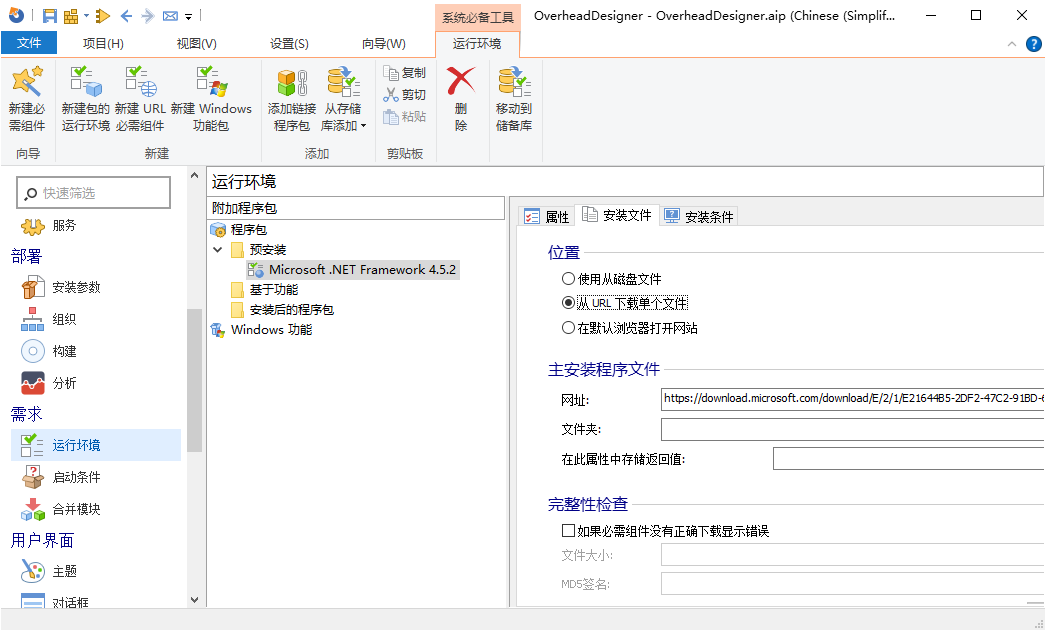 系统必备工具
OverheadDesigner - OverheadDesigner.aip (Chinese (Simplif...
文件
项目(H)
视图(V)
设置(S)
向导(W)
运行环境
新建必
需组件
新建包的
运行环境
新建 URL
必需组件
新建 Windows
功能包
添加链接
程序包
从存储
库添加
复制
剪切
粘贴
删
除
移动到
储备库
向导
新建
添加
剪贴板
快速筛选
服务
部署
安装参数
组织
构建
分析
需求
运行环境
启动条件
合并模块
用户界面
主题
对话框
运行环境
附加程序包
程序包
预安装
Microsoft .NET Framework 4.5.2
基于功能
安装后的程序包
Windows 功能
属性
安装文件
安装条件
位置
使用从磁盘文件
从 URL 下载单个文件
在默认浏览器打开网站
主安装程序文件
网址:
https://download.microsoft.com/download/E/2/1/E21644B5-2DF2-47C2-91BD-6
文件夹:
在此属性中存储返回值:
完整性检查
如果必需组件没有正确下载显示错误
文件大小:
MD5签名: